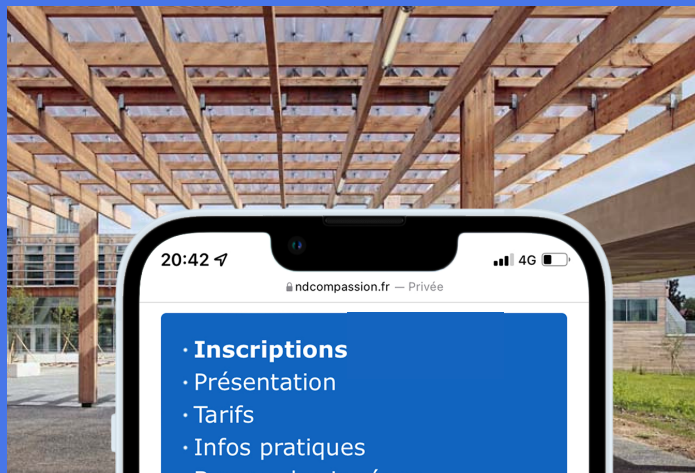 20:42
4G
ndcompassion.fr — Privée
· Inscriptions
· Présentation
· Tarifs
· Infos pratiques